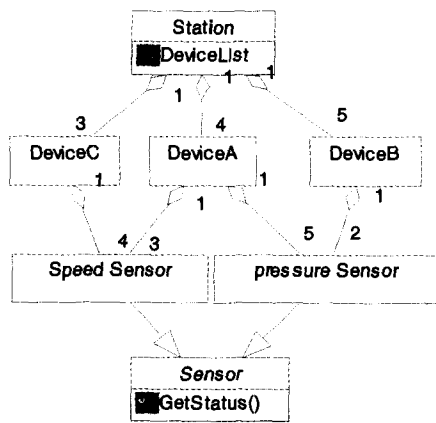 Station
DeviceList
1
1
1
3
4
5
DeviceC
DeviceA
DeviceB
1
1
1
1
4
3
5
2
Speed Sensor
pressure Sensor
Sensor
GetStatus()